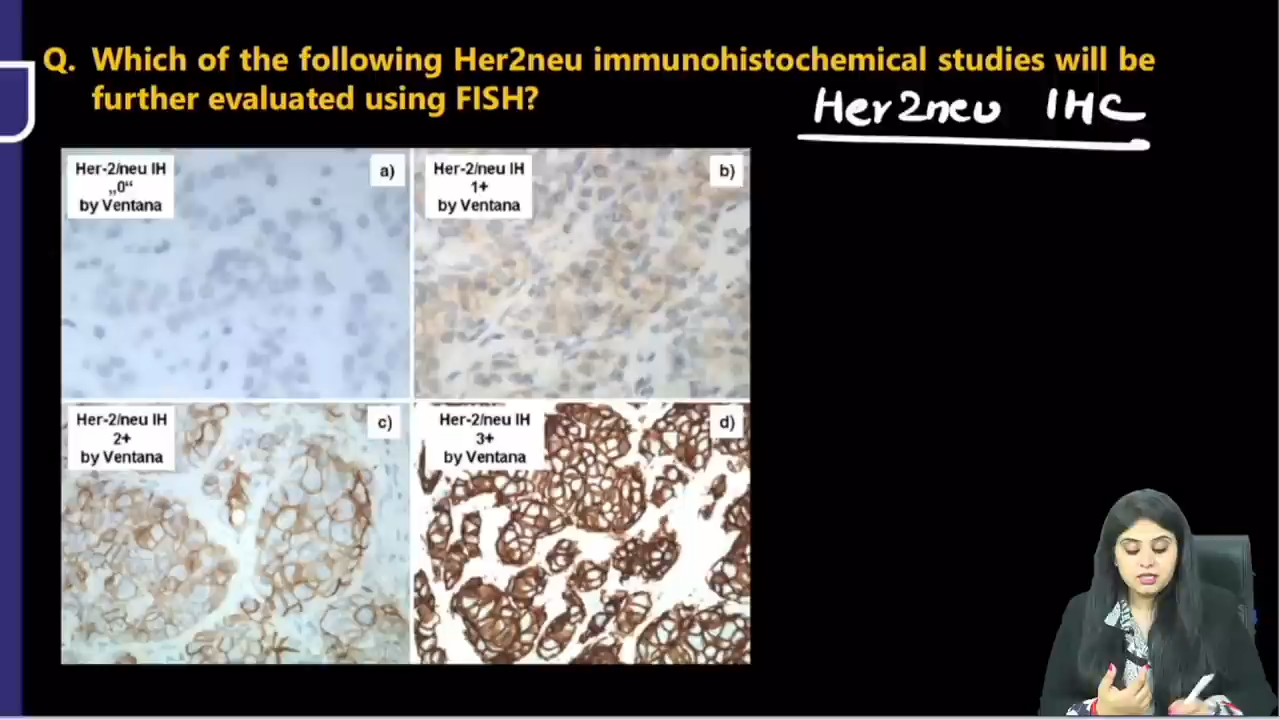 Q. Which of the following Her2neu immunohistochemical studies will be
further evaluated using FISH?
Her2neu IHC
Her-2/neu IH
„0“
by Ventana
a)
Her-2/neu IH
1+
by Ventana
b)
Her-2/neu IH
2+
by Ventana
c)
Her-2/neu IH
3+
by Ventana
d)